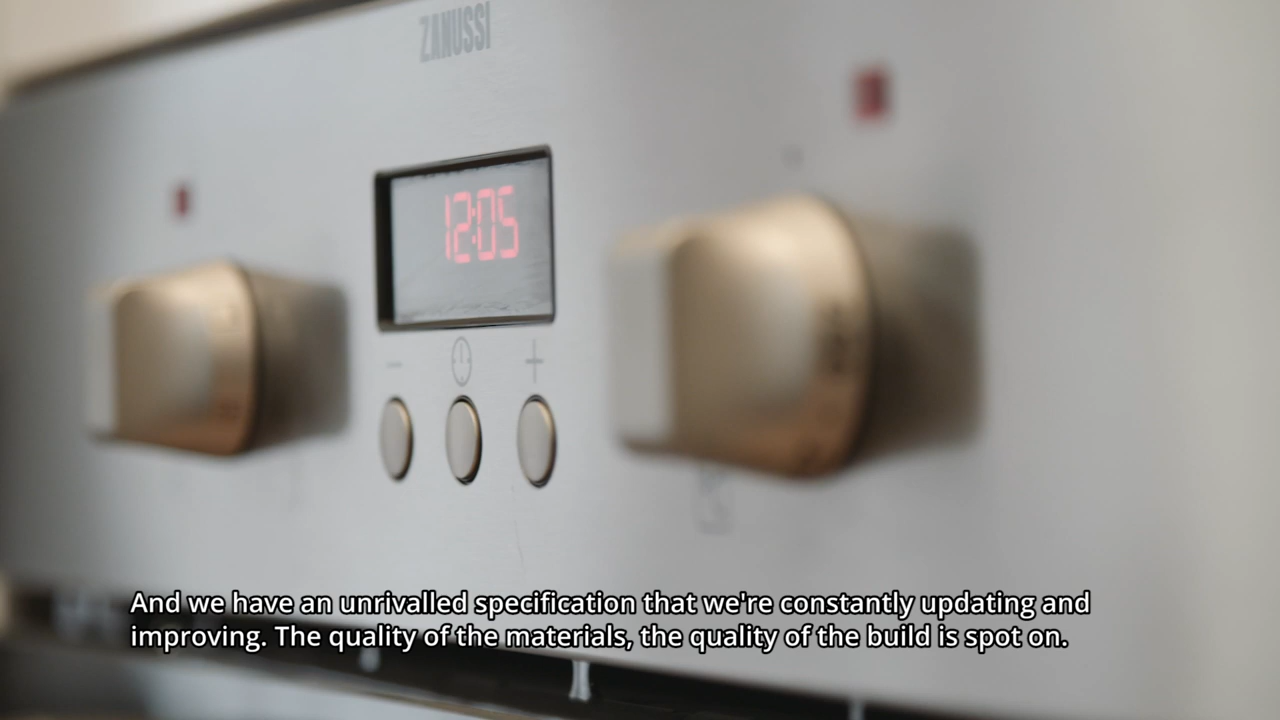 ZANUSSI
12:05
- +
And we have an unrivalled specification that we're constantly updating and
improving. The quality of the materials, the quality of the build is spot on.